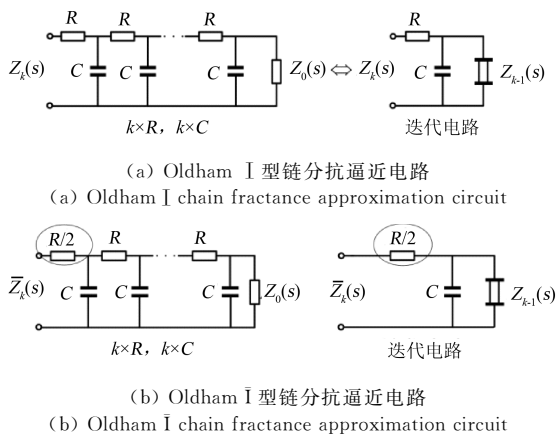 R R R
Z_k(s) C C C Z_0(s) ⇔ Z_k(s) R C Z_{k-1}(s)
k×R, k×C 迭代电路
(a) Oldham Ⅰ 型链分抗逼近电路
(a) Oldham Ⅰ chain fractance approximation circuit
R/2 R R R/2
Z̅_k(s) C C C Z_0(s) Z̅_k(s) C Z_{k-1}(s)
k×R, k×C 迭代电路
(b) Oldham Ī 型链分抗逼近电路
(b) Oldham Ī chain fractance approximation circuit